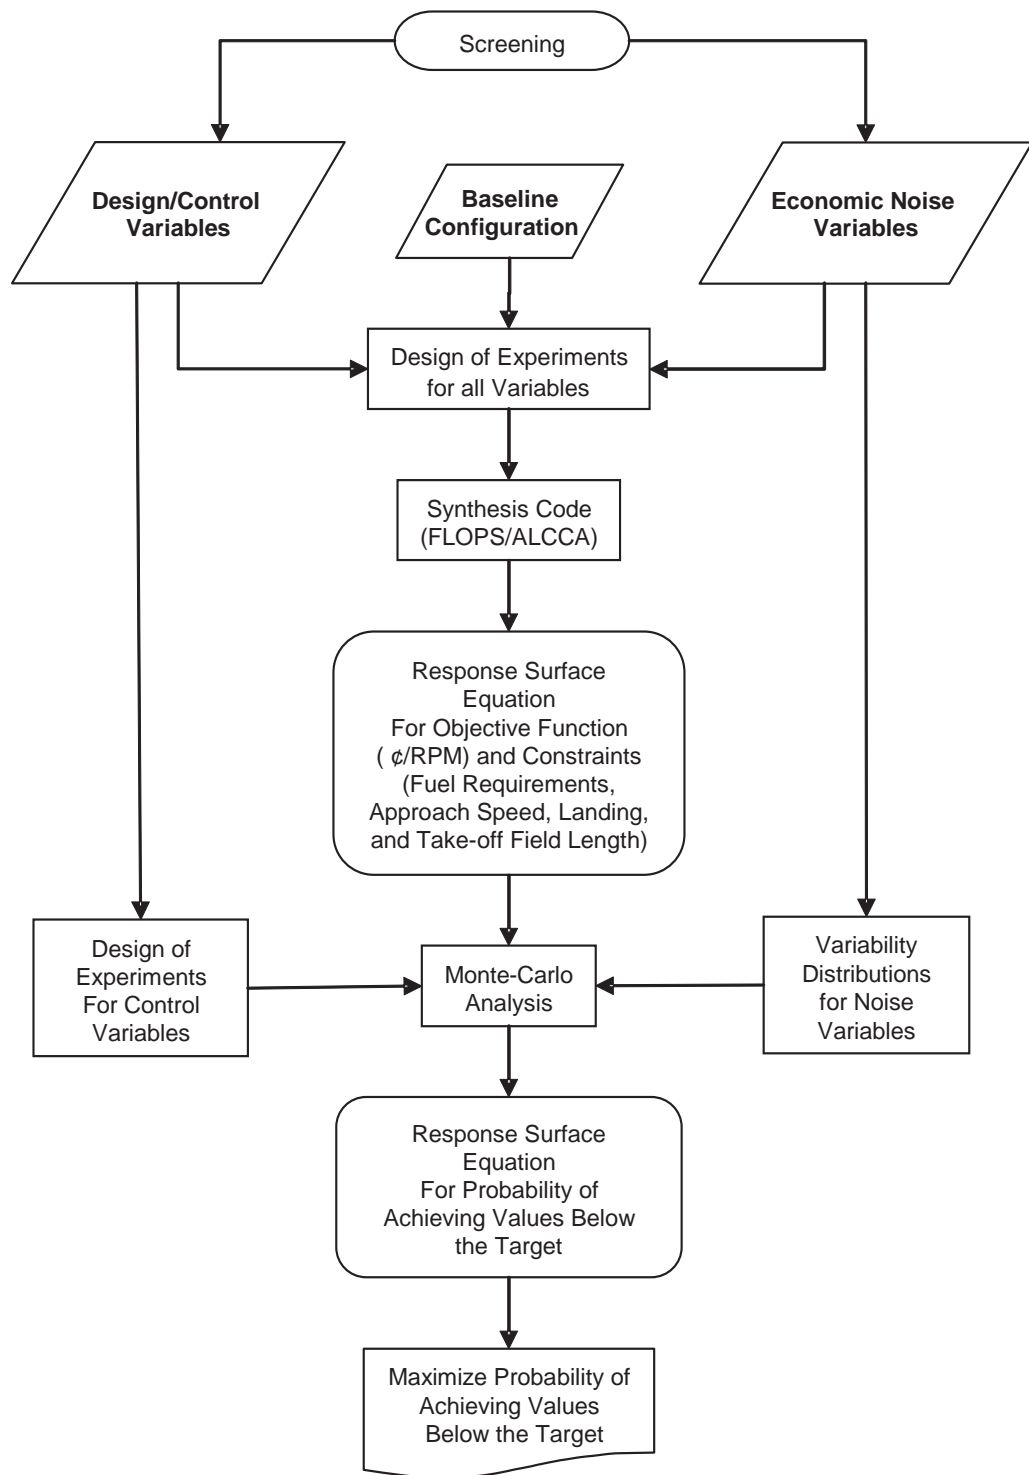 Screening
Design/Control
Variables
Baseline
Configuration
Economic Noise
Variables
Design of Experiments
for all Variables
Synthesis Code
(FLOPS/ALCCA)
Response Surface
Equation
For Objective Function
( ¢/RPM) and Constraints
(Fuel Requirements,
Approach Speed, Landing,
and Take-off Field Length)
Design of
Experiments
For Control
Variables
Monte-Carlo
Analysis
Variability
Distributions
for Noise
Variables
Response Surface
Equation
For Probability of
Achieving Values Below
the Target
Maximize Probability of
Achieving Values
Below the Target